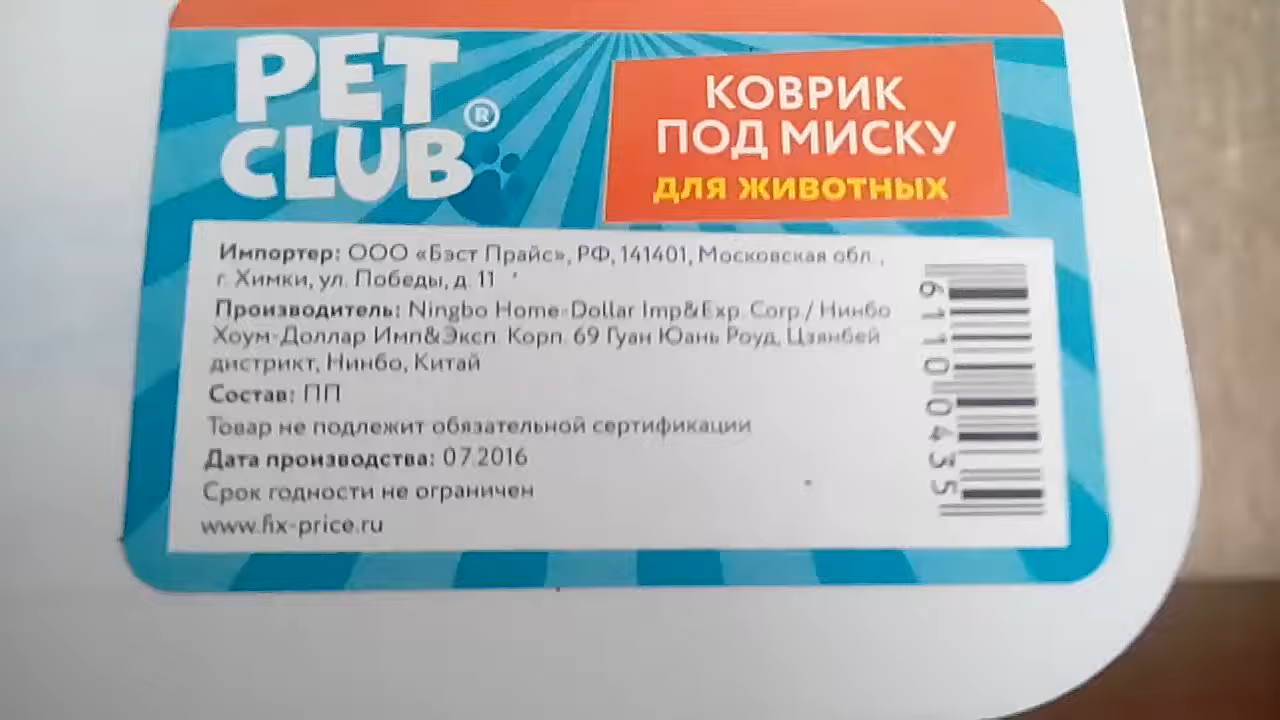 PET
CLUB®
КОВРИК
ПОД МИСКУ
ДЛЯ ЖИВОТНЫХ
Импортер: ООО «Бэст Прайс», РФ, 141401, Московская обл.,
г. Химки, ул. Победы, д. 11
Производитель: Ningbo Home-Dollar Imp&Exp. Corp./ Нинбо
Хоум-Доллар Имп&Эксп. Корп. 69 Гуан Юань Роуд, Цзянбей
дистрикт, Нинбо, Китай
Состав: ПП
Товар не подлежит обязательной сертификации
Дата производства: 07.2016
Срок годности не ограничен
www.fix-price.ru
61100435